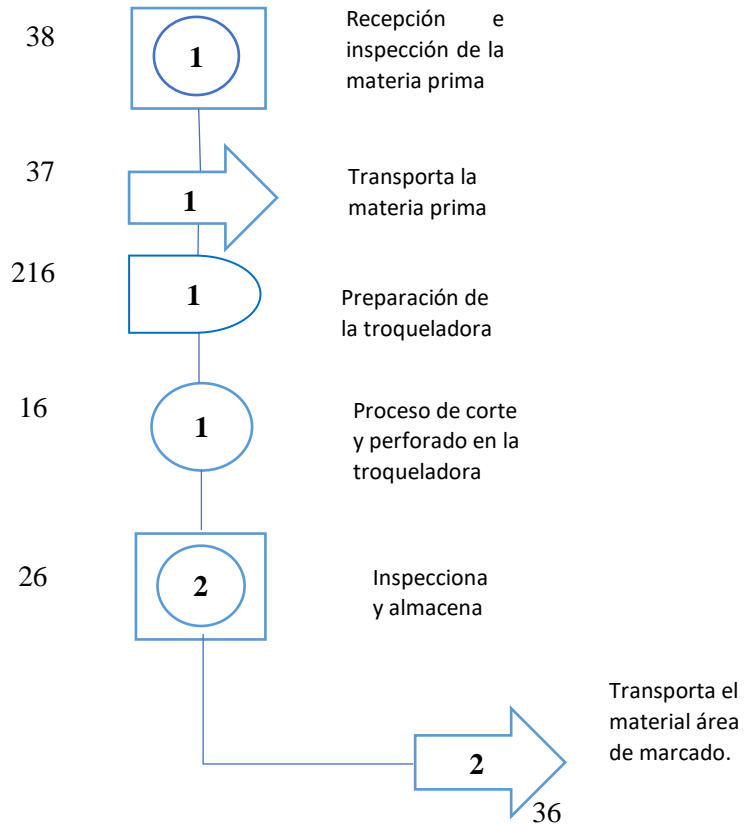 38
1
Recepción e
inspección de la
materia prima
37
1
Transporta la
materia prima
216
1
Preparación de
la troqueladora
16
1
Proceso de corte
y perforado en la
troqueladora
26
2
Inspecciona
y almacena
2
Transporta el
material área
de marcado.
36